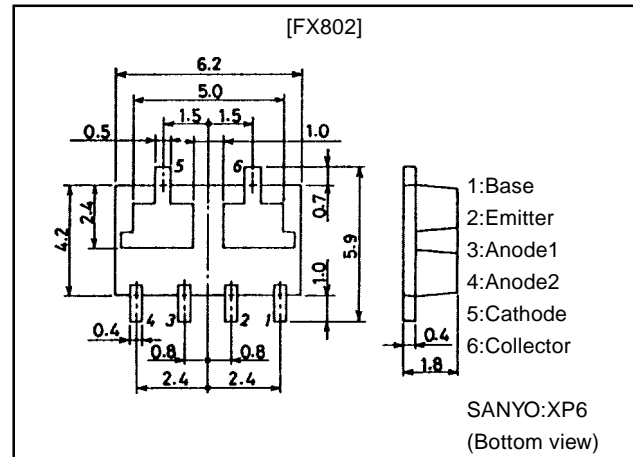 [FX802]
6.2
5.0
1.5 1.5
0.5 1.0
5 6
4.2 2.4 0.7 5.9 1.0
4 3 2 1
0.4
0.8 0.8
2.4 2.4
0.4
1.8
1:Base
2:Emitter
3:Anode1
4:Anode2
5:Cathode
6:Collector
SANYO:XP6
(Bottom view)